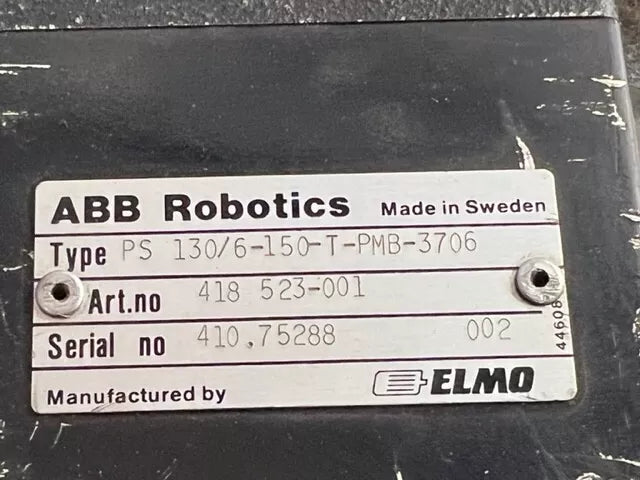 ABB Robotics Made in Sweden
Type PS 130/6-150-T-PMB-3706
Art.no 418 523-001
Serial no 410.75288 002
Manufactured by ELMO